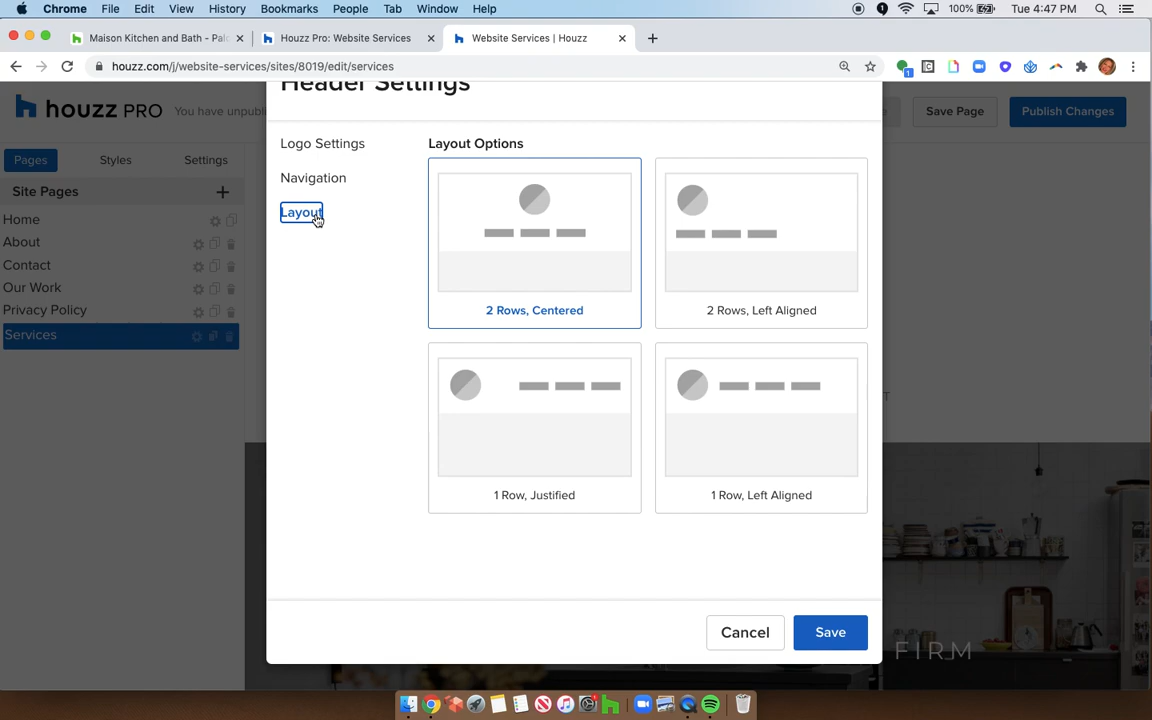 Chrome File Edit View History Bookmarks People Tab Window Help 100% Tue 4:47 PM
Maison Kitchen and Bath - Palo Houzz Pro: Website Services Website Services | Houzz
houzz.com/j/website-services/sites/8019/edit/services
Header Settings
houzz PRO You have unpubli Save Page Publish Changes
Pages Styles Settings
Site Pages
Home
About
Contact
Our Work
Privacy Policy
Services
Logo Settings
Navigation
Layout
Layout Options
2 Rows, Centered 2 Rows, Left Aligned
1 Row, Justified 1 Row, Left Aligned
Cancel Save
FIRM